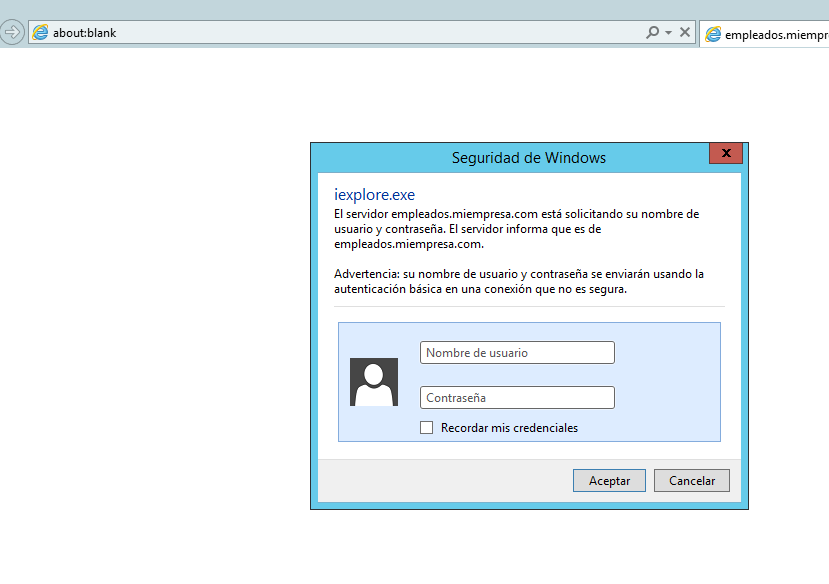 about:blank
empleados.miempr
Seguridad de Windows
x
iexplore.exe
El servidor empleados.miempresa.com está solicitando su nombre de
usuario y contraseña. El servidor informa que es de
empleados.miempresa.com.
Advertencia: su nombre de usuario y contraseña se enviarán usando la
autenticación básica en una conexión que no es segura.
Nombre de usuario
Contraseña
Recordar mis credenciales
Aceptar
Cancelar